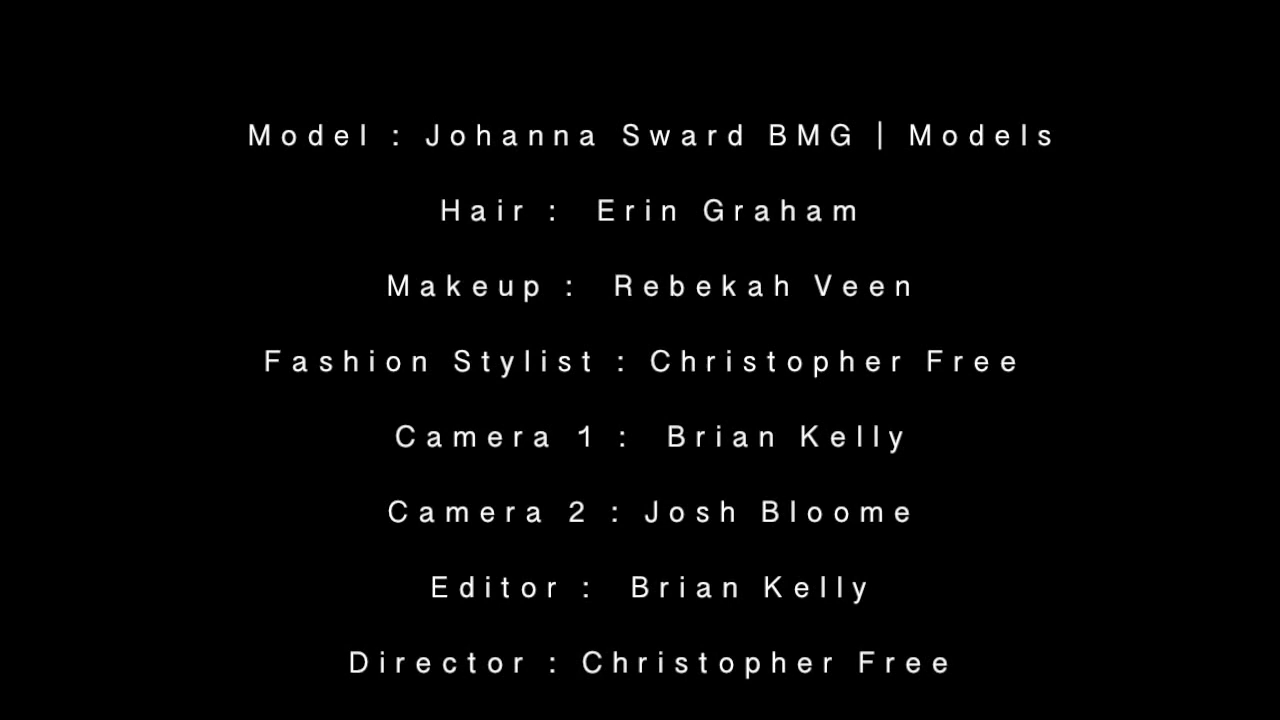 Model : Johanna Sward BMG | Models
Hair :  Erin Graham
Makeup :  Rebekah Veen
Fashion Stylist : Christopher Free
Camera 1 :  Brian Kelly
Camera 2 : Josh Bloome
Editor :  Brian Kelly
Director : Christopher Free